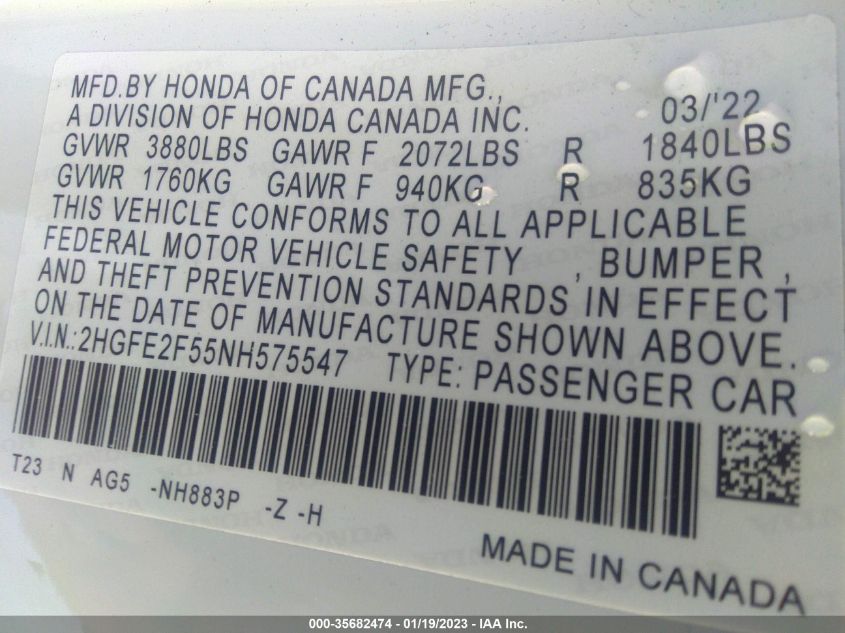 MFD.BY HONDA OF CANADA MFG.,
A DIVISION OF HONDA CANADA INC. 03/'22
GVWR 3880LBS GAWR F 2072LBS R 1840LBS
GVWR 1760KG GAWR F 940KG R 835KG
THIS VEHICLE CONFORMS TO ALL APPLICABLE
FEDERAL MOTOR VEHICLE SAFETY , BUMPER ,
AND THEFT PREVENTION STANDARDS IN EFFECT
ON THE DATE OF MANUFACTURE SHOWN ABOVE.
V.I.N.:2HGFE2F55NH575547 TYPE: PASSENGER CAR
T23 N AG5 -NH883P -Z -H
MADE IN CANADA
000-35682474 - 01/19/2023 - IAA Inc.